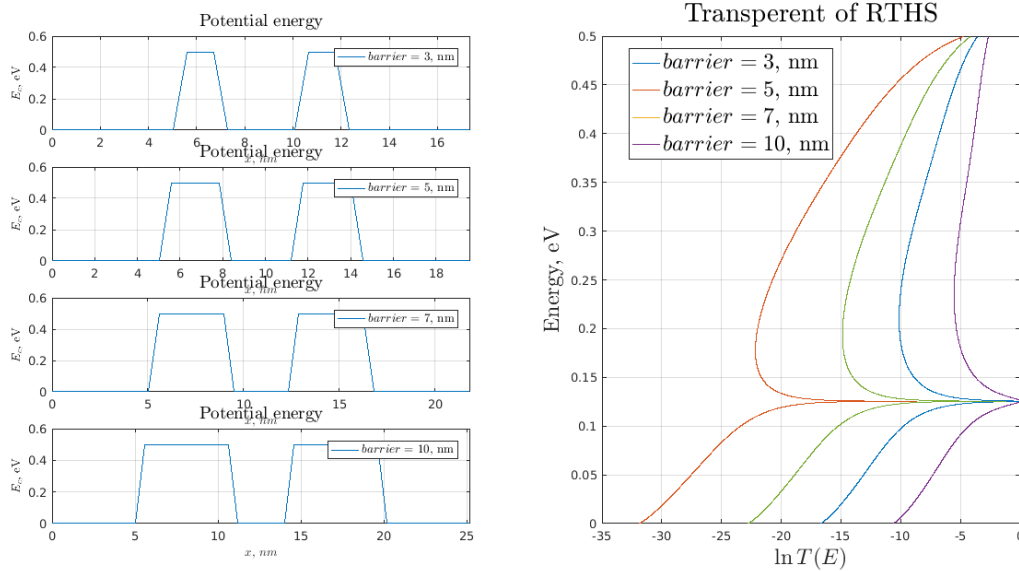 Potential energy
0.6
0.4
0.2
0
E_c, eV
barrier = 3, nm
0 2 4 6 8 10 12 14 16
x, nm
Potential energy
0.6
0.4
0.2
0
E_c, eV
barrier = 5, nm
0 2 4 6 8 10 12 14 16 18
x, nm
Potential energy
0.6
0.4
0.2
0
E_c, eV
barrier = 7, nm
0 5 10 15 20
x, nm
Potential energy
0.6
0.4
0.2
0
E_c, eV
barrier = 10, nm
0 5 10 15 20 25
x, nm
Transperent of RTHS
barrier = 3, nm
barrier = 5, nm
barrier = 7, nm
barrier = 10, nm
0.5
0.45
0.4
0.35
0.3
0.25
0.2
0.15
0.1
0.05
0
Energy, eV
-35 -30 -25 -20 -15 -10 -5 0
ln T(E)